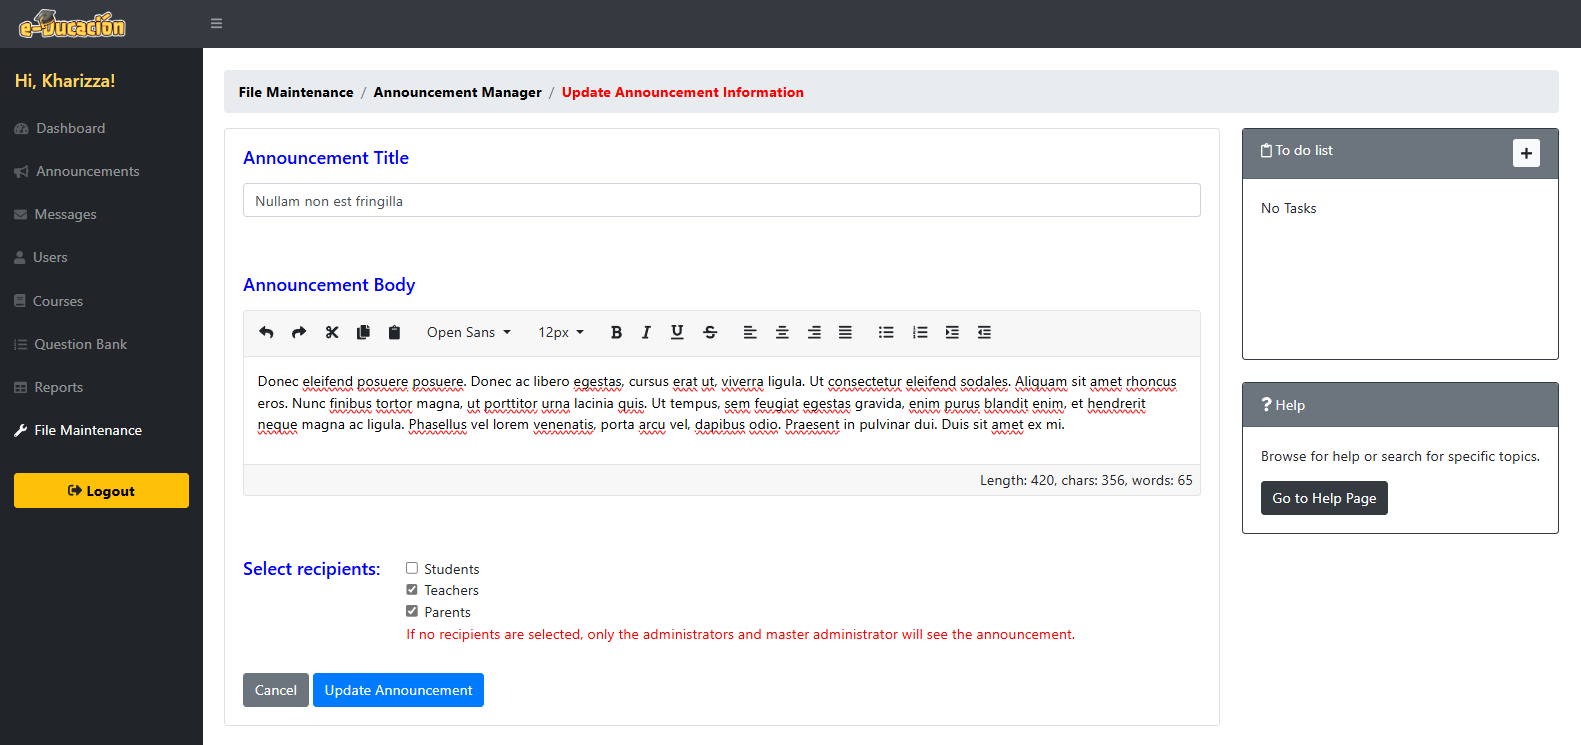 e-Ducación
Hi, Kharizza!
Dashboard
Announcements
Messages
Users
Courses
Question Bank
Reports
File Maintenance
Logout
File Maintenance / Announcement Manager / Update Announcement Information
Announcement Title
Nullam non est fringilla
Announcement Body
Open Sans 12px B I U S
Donec eleifend posuere posuere. Donec ac libero egestas, cursus erat ut, viverra ligula. Ut consectetur eleifend sodales. Aliquam sit amet rhoncus
eros. Nunc finibus tortor magna, ut porttitor urna lacinia quis. Ut tempus, sem feugiat egestas gravida, enim purus blandit enim, et hendrerit
neque magna ac ligula. Phasellus vel lorem venenatis, porta arcu vel, dapibus odio. Praesent in pulvinar dui. Duis sit amet ex mi.
Length: 420, chars: 356, words: 65
Select recipients:
Students
Teachers
Parents
If no recipients are selected, only the administrators and master administrator will see the announcement.
Cancel
Update Announcement
To do list
No Tasks
? Help
Browse for help or search for specific topics.
Go to Help Page